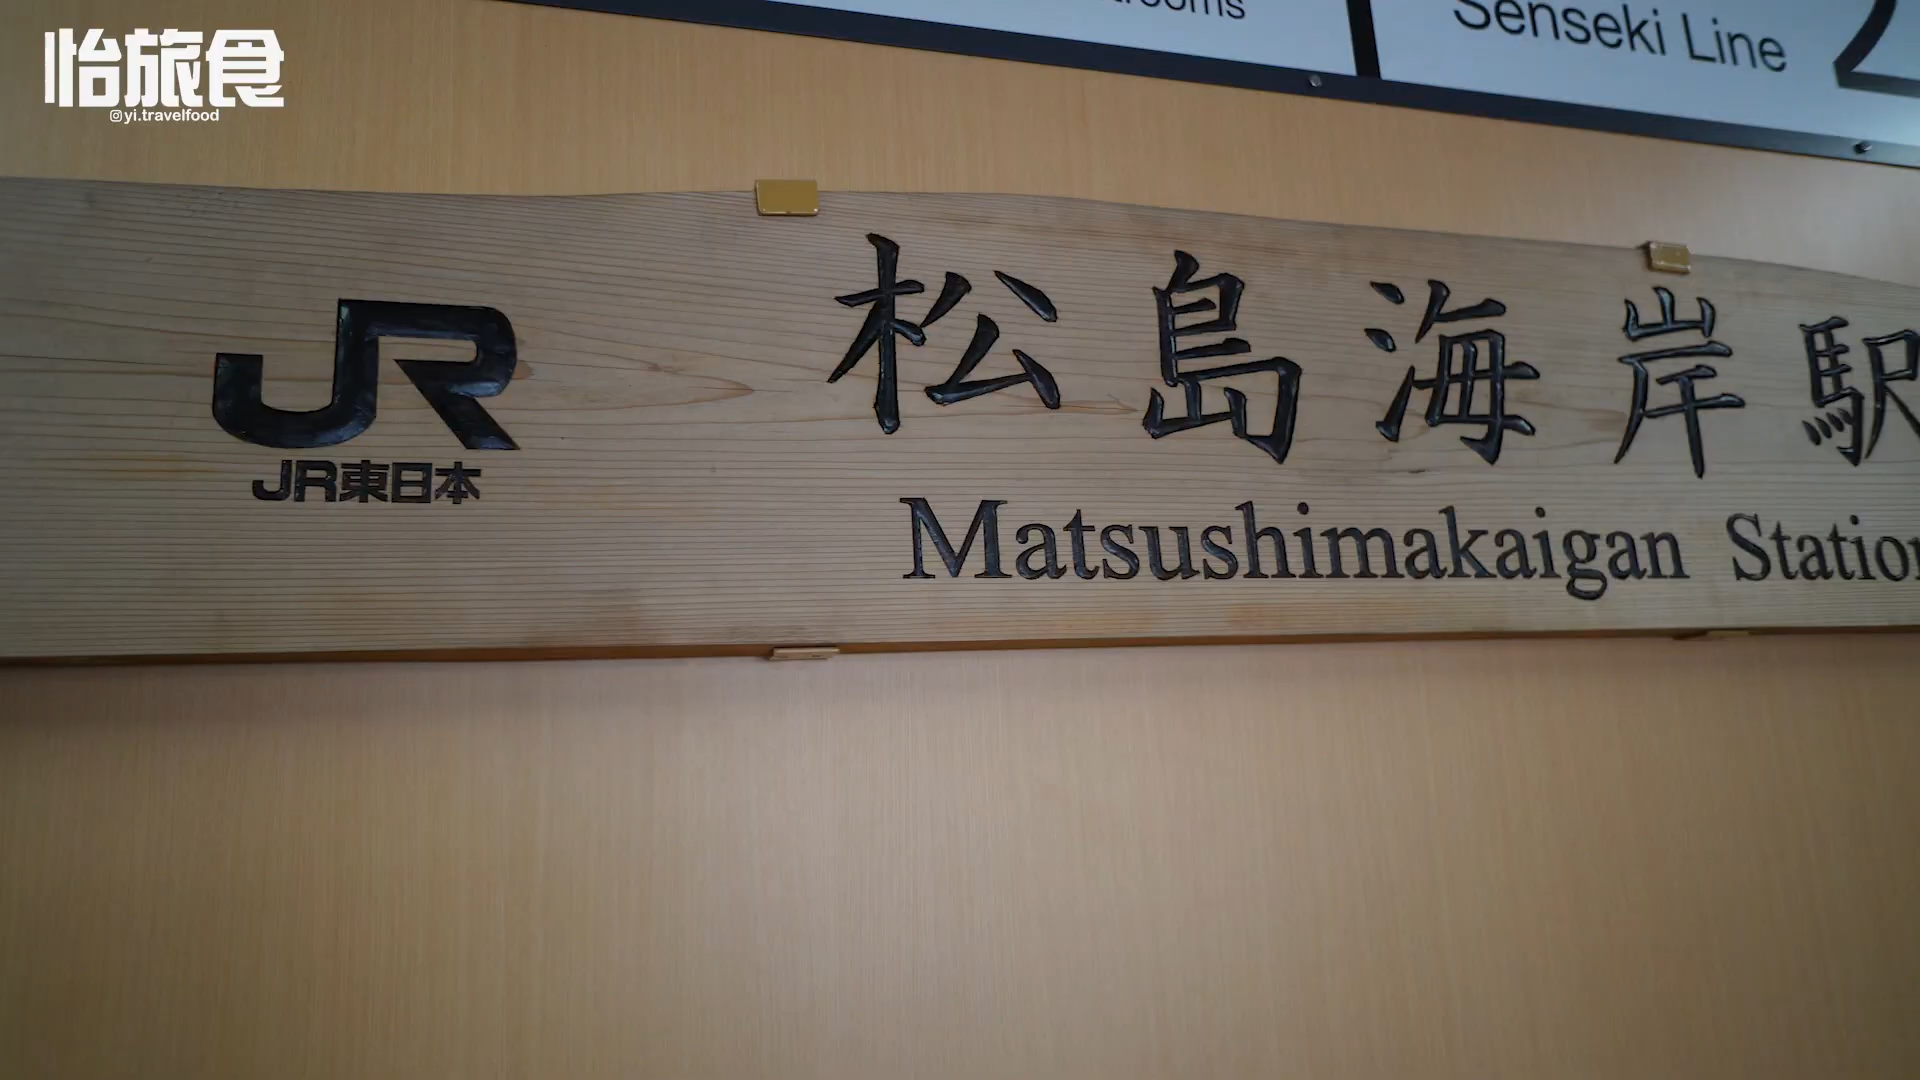 怡旅食
@yi.travelfood
Senseki Line 2
JR
JR東日本
松島海岸駅
Matsushimakaigan Station